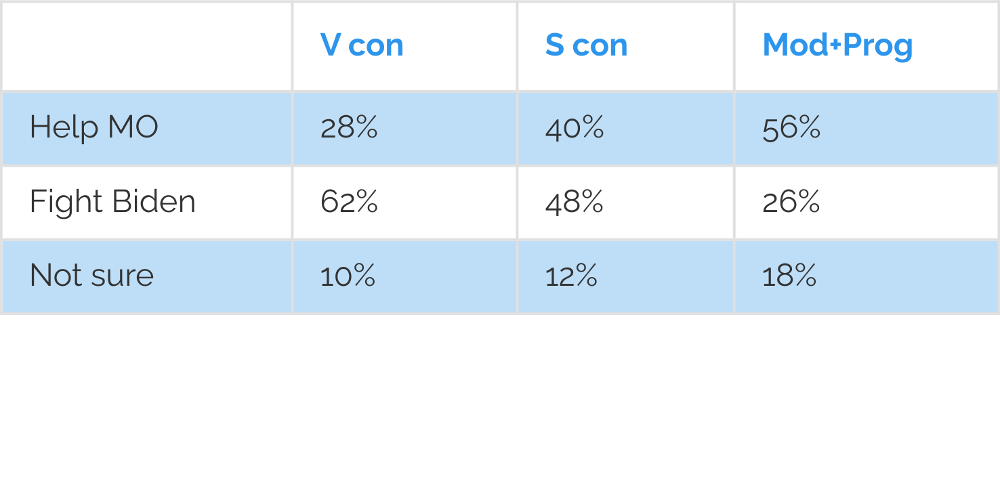 V con S con Mod+Prog
Help MO 28% 40% 56%
Fight Biden 62% 48% 26%
Not sure 10% 12% 18%